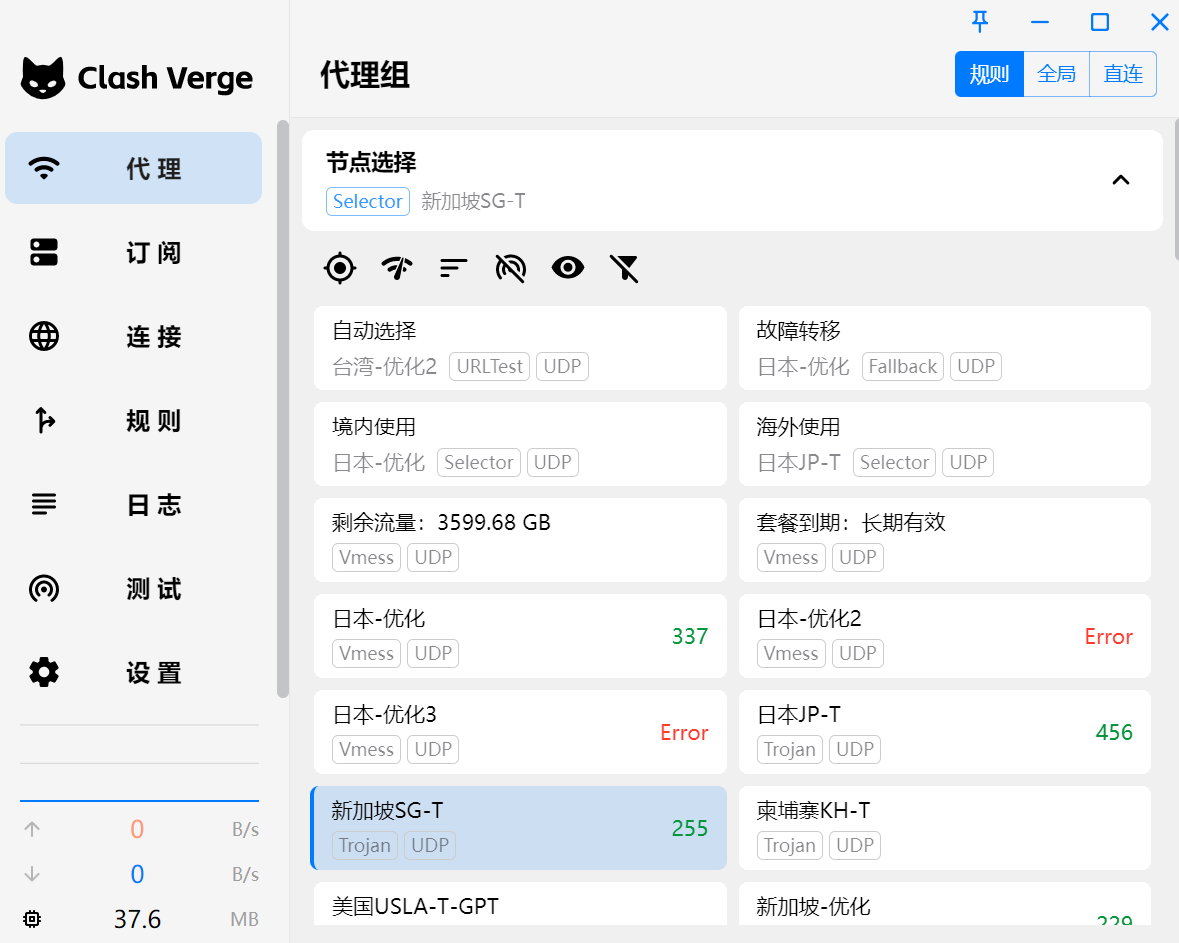 Clash Verge
代理
订阅
连接
规则
日志
测试
设置
0 B/s
0 B/s
37.6 MB
代理组
规则 全局 直连
节点选择
Selector 新加坡SG-T
自动选择
台湾-优化2 URLTest UDP
故障转移
日本-优化 Fallback UDP
境内使用
日本-优化 Selector UDP
海外使用
日本JP-T Selector UDP
剩余流量：3599.68 GB
Vmess UDP
套餐到期：长期有效
Vmess UDP
日本-优化
Vmess UDP
337
日本-优化2
Vmess UDP
Error
日本-优化3
Vmess UDP
Error
日本JP-T
Trojan UDP
456
新加坡SG-T
Trojan UDP
255
柬埔寨KH-T
Trojan UDP
美国USLA-T-GPT
新加坡-优化
229